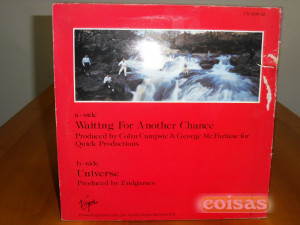 a - side
Waiting For Another Chance
Produced by Colin Campsie & George McFarlane for
Quick Productions
b - side
Universe
Produced by Endgames
Virgin
coisas